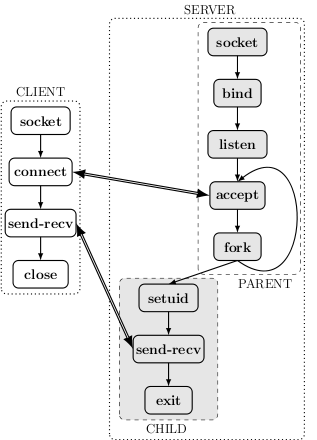 SERVER
socket
bind
listen
accept
fork
PARENT
CLIENT
socket
connect
send-recv
close
setuid
send-recv
exit
CHILD